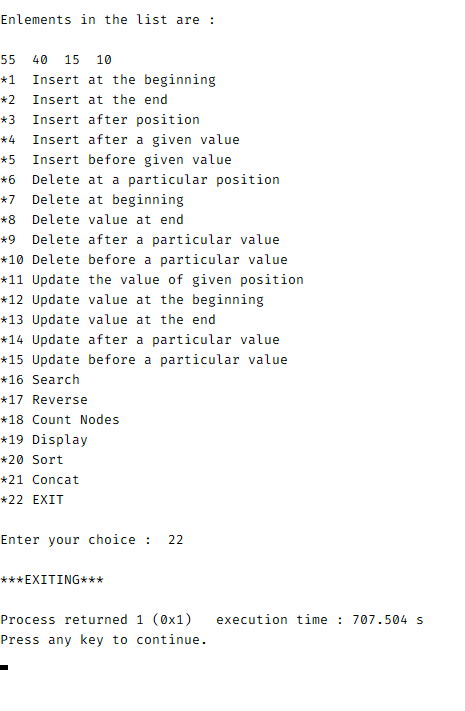 Enlements in the list are :
55  40  15  10
*1  Insert at the beginning
*2  Insert at the end
*3  Insert after position
*4  Insert after a given value
*5  Insert before given value
*6  Delete at a particular position
*7  Delete at beginning
*8  Delete value at end
*9  Delete after a particular value
*10 Delete before a particular value
*11 Update the value of given position
*12 Update value at the beginning
*13 Update value at the end
*14 Update after a particular value
*15 Update before a particular value
*16 Search
*17 Reverse
*18 Count Nodes
*19 Display
*20 Sort
*21 Concat
*22 EXIT
Enter your choice :  22
***EXITING***
Process returned 1 (0x1)   execution time : 707.504 s
Press any key to continue.